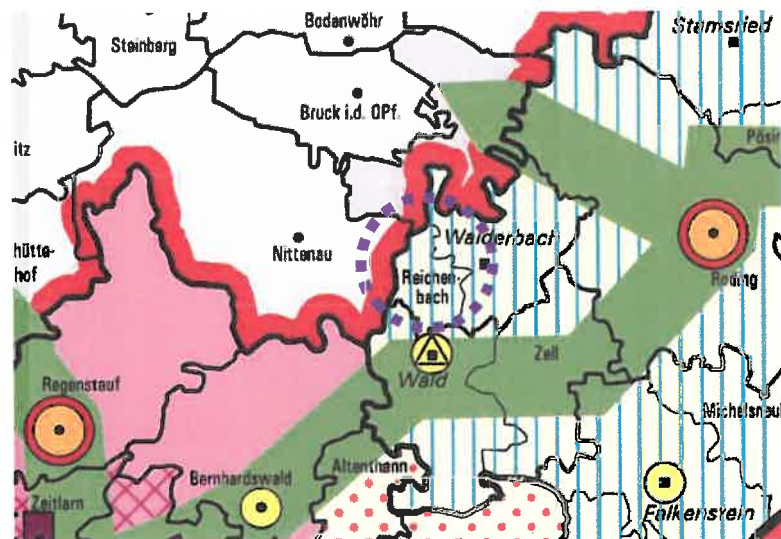 Bodenwöhr
Stamsried
Steinberg
Bruck i.d. OPf.
itz
Pösin
Nittenau
Walderbach
hütte-
hof
Reichen-
bach
Roding
Zell
Wald
Regenstauf
Michelsneu
Altenthann
Bernhardswald
Zeitlarn
Falkenstein